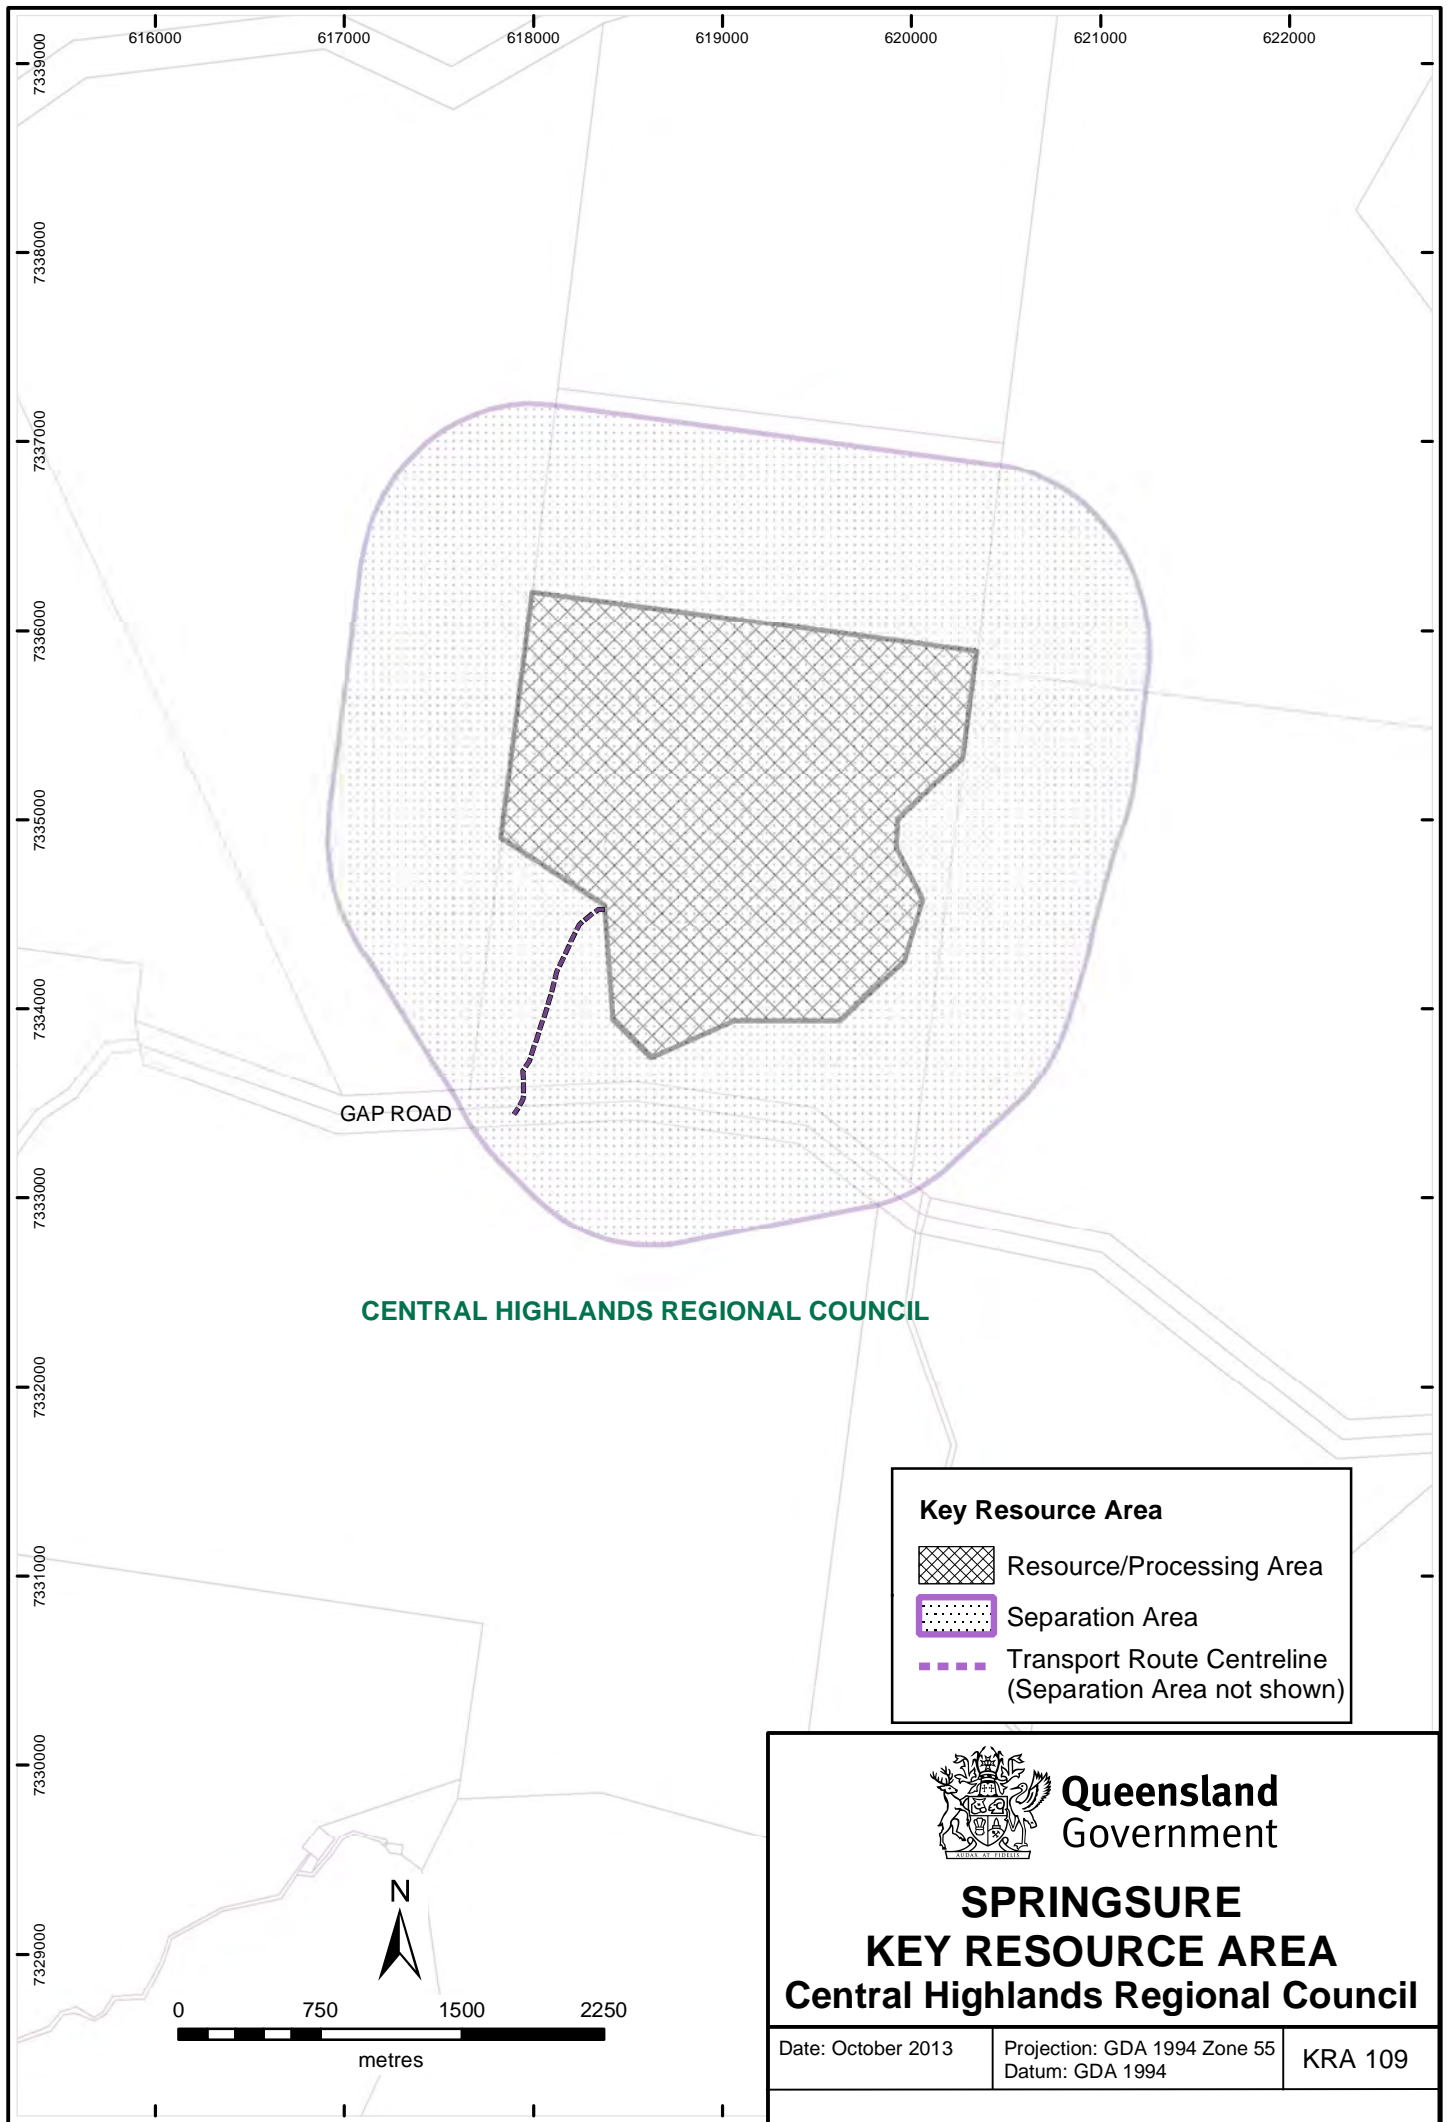 616000 617000 618000 619000 620000 621000 622000
7339000
7338000
7337000
7336000
7335000
7334000
7333000
7332000
7331000
7330000
7329000
GAP ROAD
CENTRAL HIGHLANDS REGIONAL COUNCIL
Key Resource Area
Resource/Processing Area
Separation Area
Transport Route Centreline
(Separation Area not shown)
N
0 750 1500 2250
metres
AUDAX AT FIDELIS
Queensland
Government
SPRINGSURE
KEY RESOURCE AREA
Central Highlands Regional Council
Date: October 2013
Projection: GDA 1994 Zone 55
Datum: GDA 1994
KRA 109